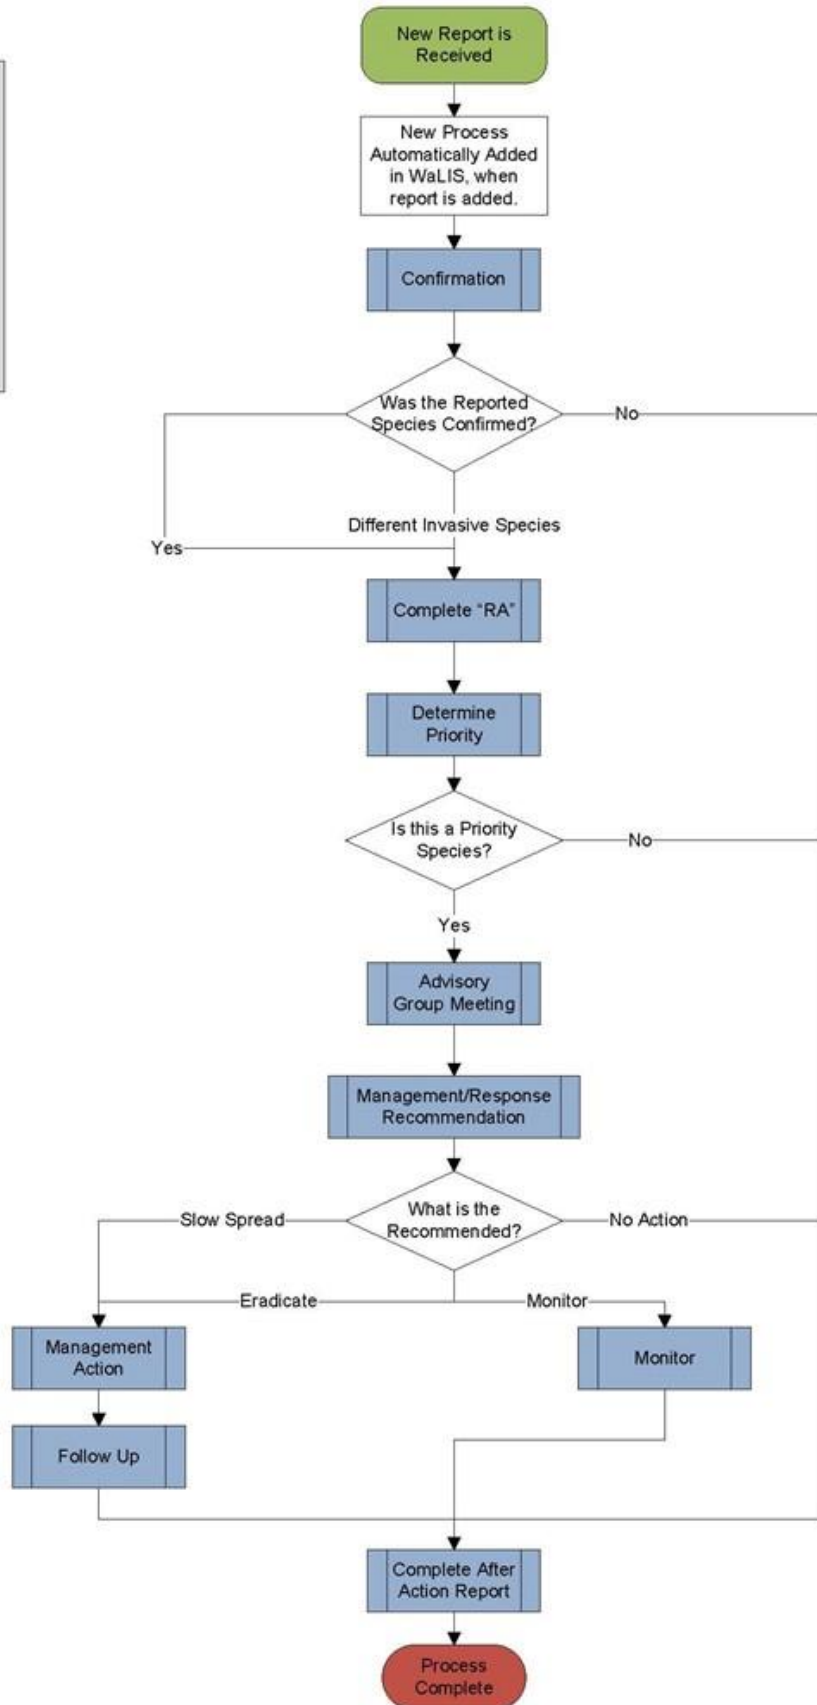 New Report is
Received
New Process
Automatically Added
in WaLIS, when
report is added.
Confirmation
Was the Reported
Species Confirmed?
No
Different Invasive Species
Yes
Complete “RA”
Determine
Priority
Is this a Priority
Species?
No
Yes
Advisory
Group Meeting
Management/Response
Recommendation
What is the
Recommended?
Slow Spread
No Action
Eradicate
Monitor
Management
Action
Monitor
Follow Up
Complete After
Action Report
Process
Complete